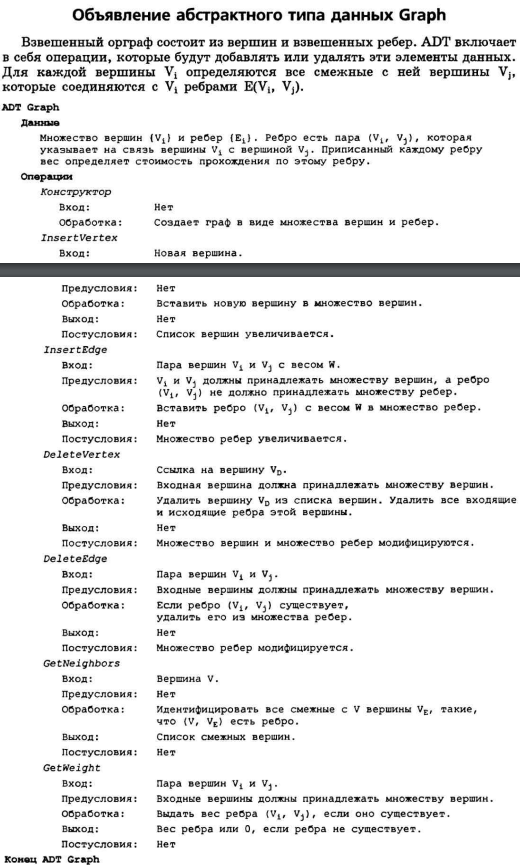 Объявление абстрактного типа данных Graph
Взвешенный орграф состоит из вершин и взвешенных ребер. ADT включает
в себя операции, которые будут добавлять или удалять эти элементы данных.
Для каждой вершины Vi определяются все смежные с ней вершины Vj,
которые соединяются с Vi ребрами E(Vi, Vj).
ADT Graph
Данные
Множество вершин {Vi} и ребер {Ei}. Ребро есть пара (Vi, Vj), которая
указывает на связь вершины Vi с вершиной Vj. Приписанный каждому ребру
вес определяет стоимость прохождения по этому ребру.
Операции
Конструктор
Вход: Нет
Обработка: Создает граф в виде множества вершин и ребер.
InsertVertex
Вход: Новая вершина.
Предусловия: Нет
Обработка: Вставить новую вершину в множество вершин.
Выход: Нет
Постусловия: Список вершин увеличивается.
InsertEdge
Вход: Пара вершин Vi и Vj с весом W.
Предусловия: Vi и Vj должны принадлежать множеству вершин, а ребро
(Vi, Vj) не должно принадлежать множеству ребер.
Обработка: Вставить ребро (Vi, Vj) с весом W в множество ребер.
Выход: Нет
Постусловия: Множество ребер увеличивается.
DeleteVertex
Вход: Ссылка на вершину VD.
Предусловия: Входная вершина должна принадлежать множеству вершин.
Обработка: Удалить вершину VD из списка вершин. Удалить все входящие
и исходящие ребра этой вершины.
Выход: Нет
Постусловия: Множество вершин и множество ребер модифицируются.
DeleteEdge
Вход: Пара вершин Vi и Vj.
Предусловия: Входные вершины должны принадлежать множеству вершин.
Обработка: Если ребро (Vi, Vj) существует,
удалить его из множества ребер.
Выход: Нет
Постусловия: Множество ребер модифицируется.
GetNeighbors
Вход: Вершина V.
Предусловия: Нет
Обработка: Идентифицировать все смежные с V вершины VE, такие,
что (V, VE) есть ребро.
Выход: Список смежных вершин.
Постусловия: Нет
GetWeight
Вход: Пара вершин Vi и Vj.
Предусловия: Входные вершины должны принадлежать множеству вершин.
Обработка: Выдать вес ребра (Vi, Vj), если оно существует.
Выход: Вес ребра или 0, если ребра не существует.
Постусловия: Нет
Конец ADT Graph